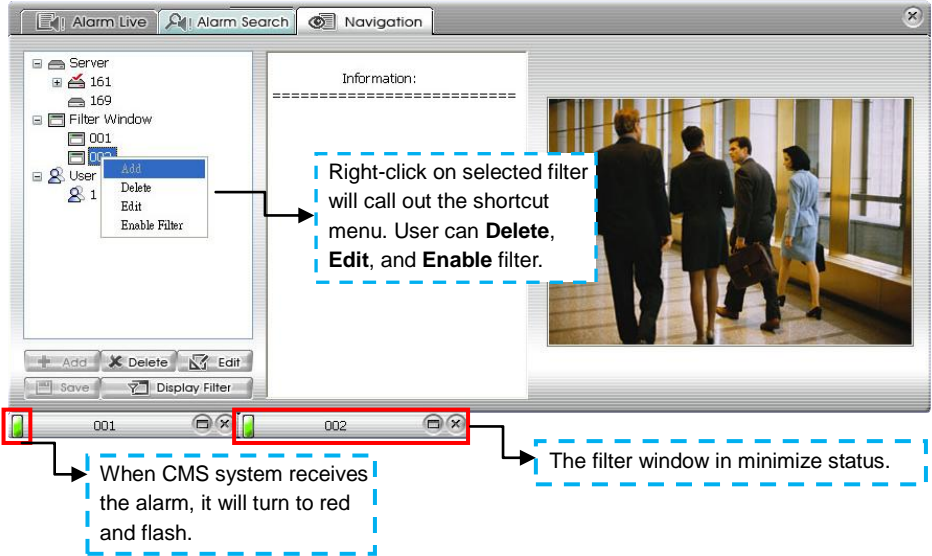 Alarm Live
Alarm Search
Navigation
Server
161
169
Filter Window
001
002
User
1
Add
Delete
Edit
Enable Filter
Information:
===========================
Right-click on selected filter
will call out the shortcut
menu. User can Delete,
Edit, and Enable filter.
Add
Delete
Edit
Save
Display Filter
001
002
When CMS system receives
the alarm, it will turn to red
and flash.
The filter window in minimize status.